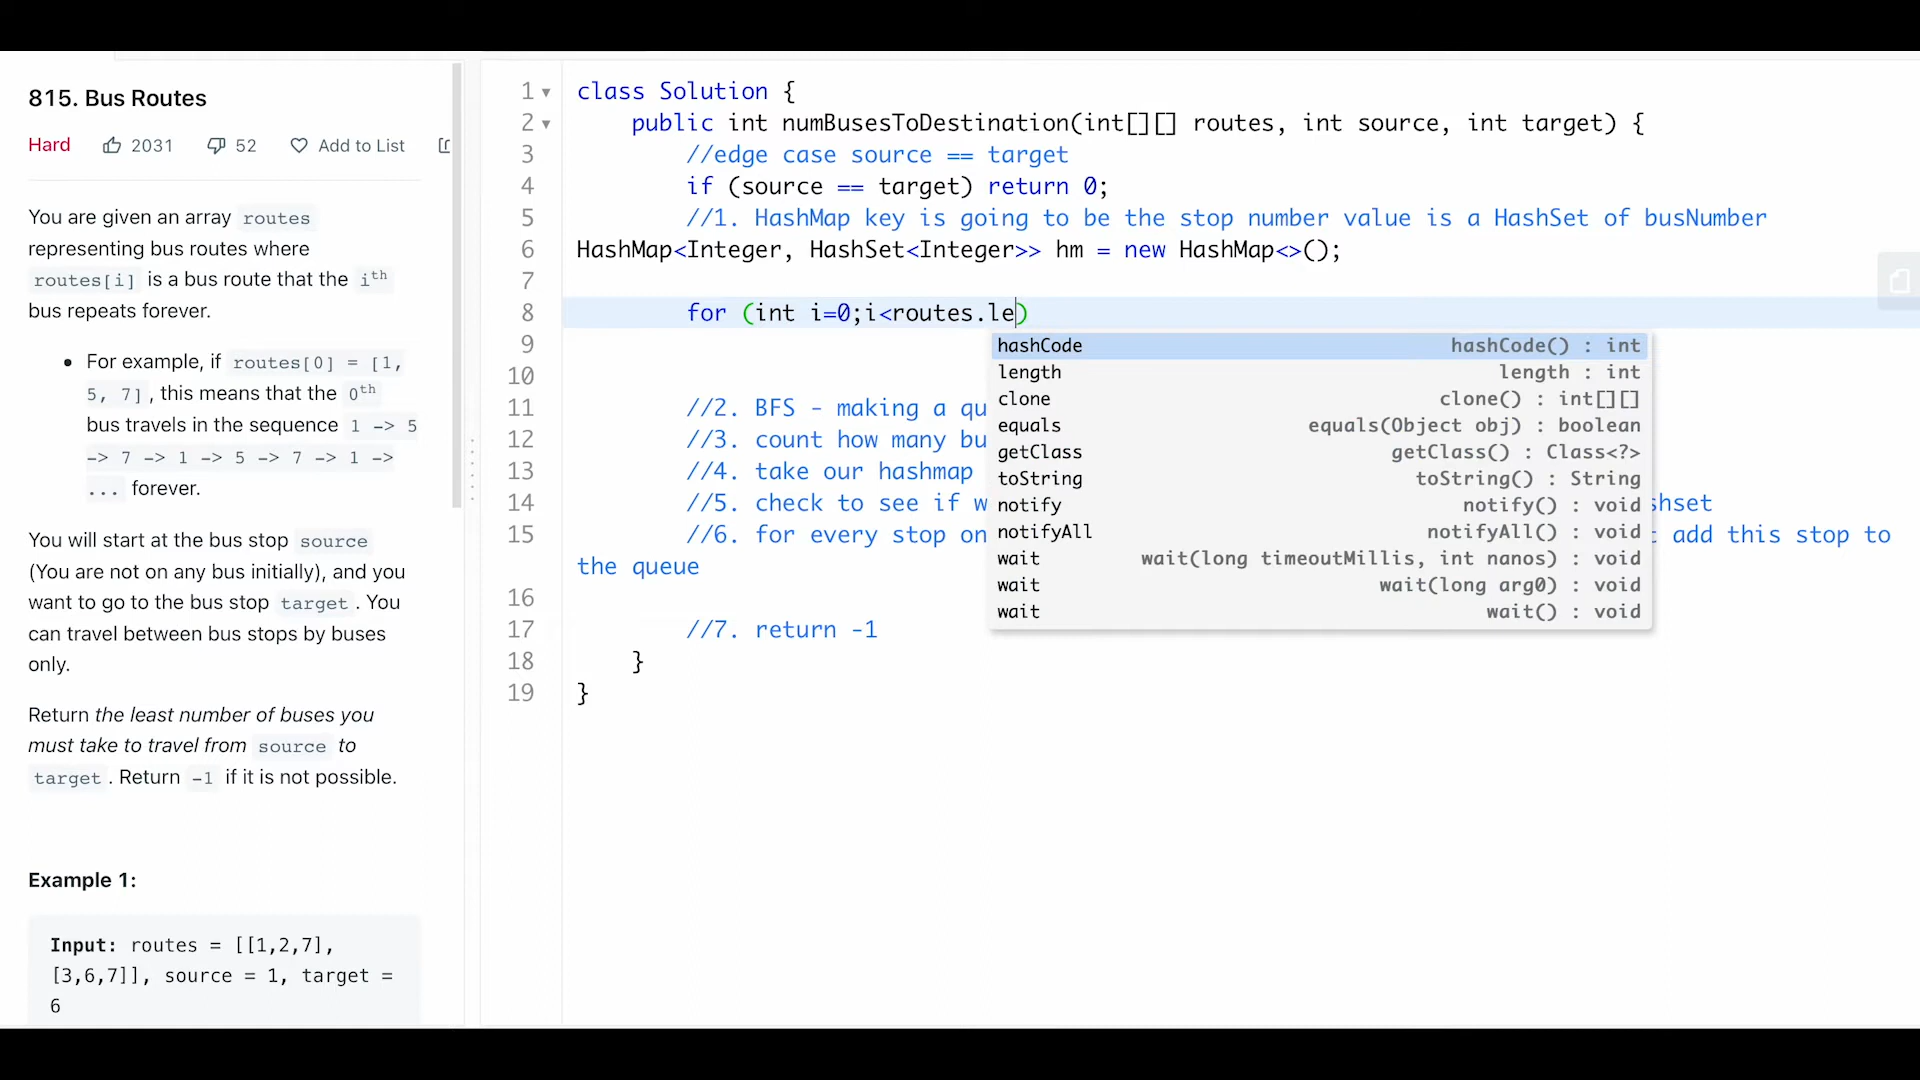 815. Bus Routes
Hard 2031 52 Add to List
You are given an array routes
representing bus routes where
routes[i] is a bus route that the ith
bus repeats forever.
• For example, if routes[0] = [1,
5, 7], this means that the 0th
bus travels in the sequence 1 -> 5
-> 7 -> 1 -> 5 -> 7 -> 1 ->
... forever.
You will start at the bus stop source
(You are not on any bus initially), and you
want to go to the bus stop target. You
can travel between bus stops by buses
only.
Return the least number of buses you
must take to travel from source to
target. Return -1 if it is not possible.
Example 1:
Input: routes = [[1,2,7],
[3,6,7]], source = 1, target =
6
1 class Solution {
2 public int numBusesToDestination(int[][] routes, int source, int target) {
3 //edge case source == target
4 if (source == target) return 0;
5 //1. HashMap key is going to be the stop number value is a HashSet of busNumber
6 HashMap<Integer, HashSet<Integer>> hm = new HashMap<>();
7
8 for (int i=0;i<routes.le)
9
10
11 //2. BFS - making a qu
12 //3. count how many bu
13 //4. take our hashmap
14 //5. check to see if w shset
15 //6. for every stop on add this stop to
the queue
16
17 //7. return -1
18 }
19 }
hashCode hashCode() : int
length length : int
clone clone() : int[][]
equals equals(Object obj) : boolean
getClass getClass() : Class<?>
toString toString() : String
notify notify() : void
notifyAll notifyAll() : void
wait wait(long timeoutMillis, int nanos) : void
wait wait(long arg0) : void
wait wait() : void